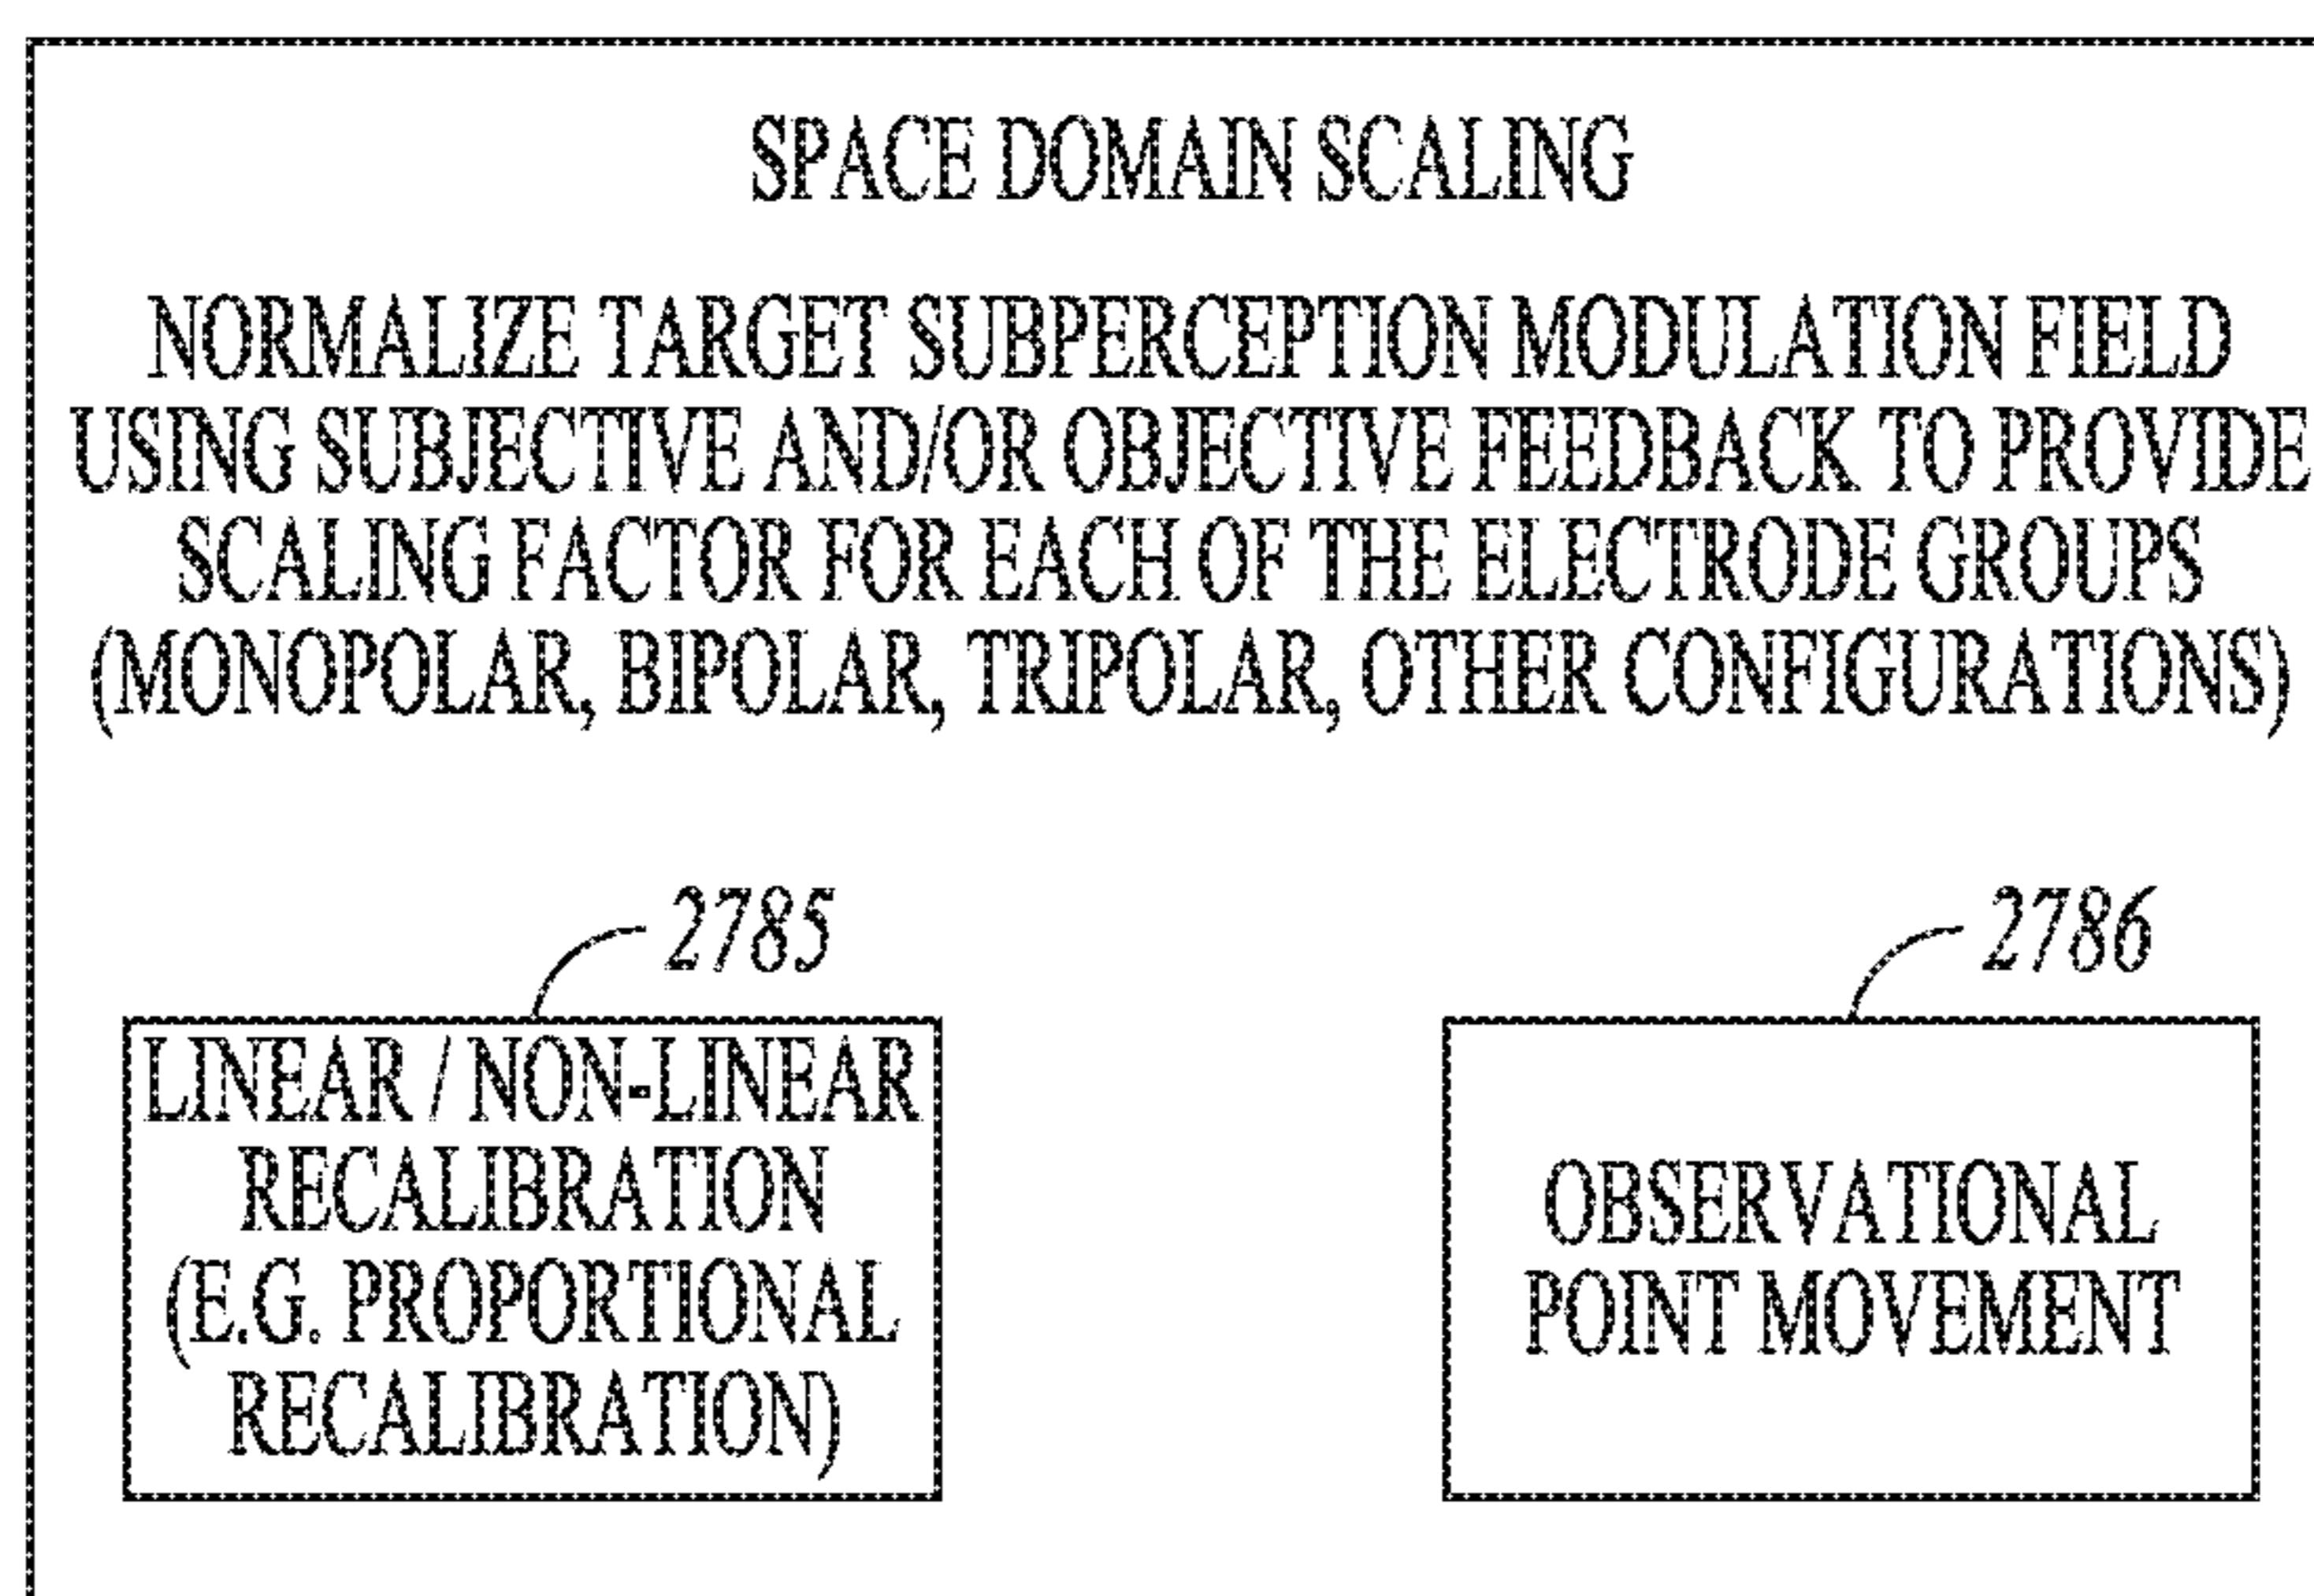 SPACE DOMAIN SCALING
NORMALIZE TARGET SUBPERCEPTION MODULATION FIELD
USING SUBJECTIVE AND/OR OBJECTIVE FEEDBACK TO PROVIDE
SCALING FACTOR FOR EACH OF THE ELECTRODE GROUPS
(MONOPOLAR, BIPOLAR, TRIPOLAR, OTHER CONFIGURATIONS)
2785
LINEAR / NON-LINEAR
RECALIBRATION
(E.G. PROPORTIONAL
RECALIBRATION)
2786
OBSERVATIONAL
POINT MOVEMENT